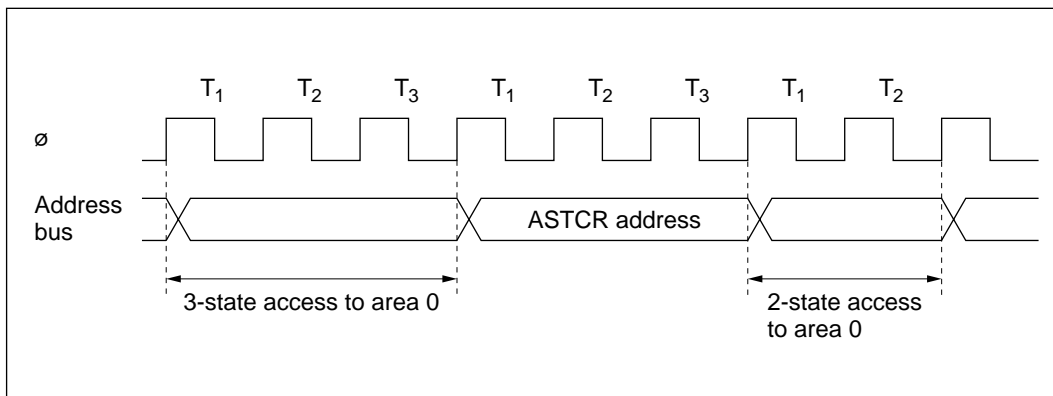 T₁ T₂ T₃ T₁ T₂ T₃ T₁ T₂
ø
Address
bus
ASTCR address
3-state access to area 0
2-state access
to area 0